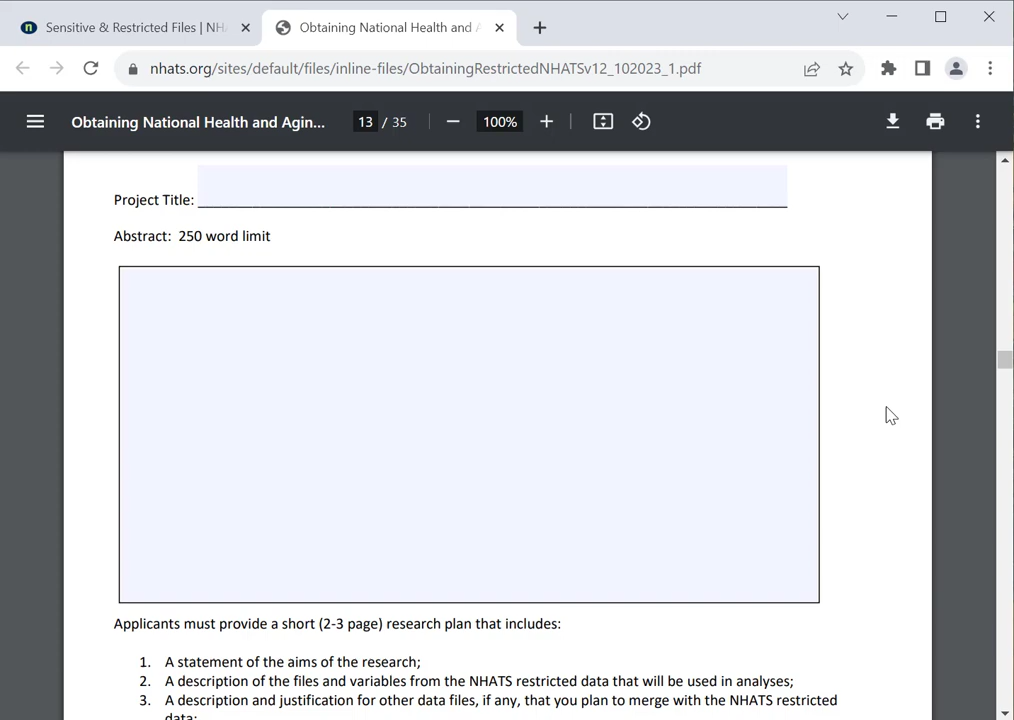 Sensitive & Restricted Files | NH
Obtaining National Health and A
nhats.org/sites/default/files/inline-files/ObtainingRestrictedNHATSv12_102023_1.pdf
Obtaining National Health and Agin...
13 / 35
100%
Project Title:
Abstract: 250 word limit
Applicants must provide a short (2-3 page) research plan that includes:
1. A statement of the aims of the research;
2. A description of the files and variables from the NHATS restricted data that will be used in analyses;
3. A description and justification for other data files, if any, that you plan to merge with the NHATS restricted
data;